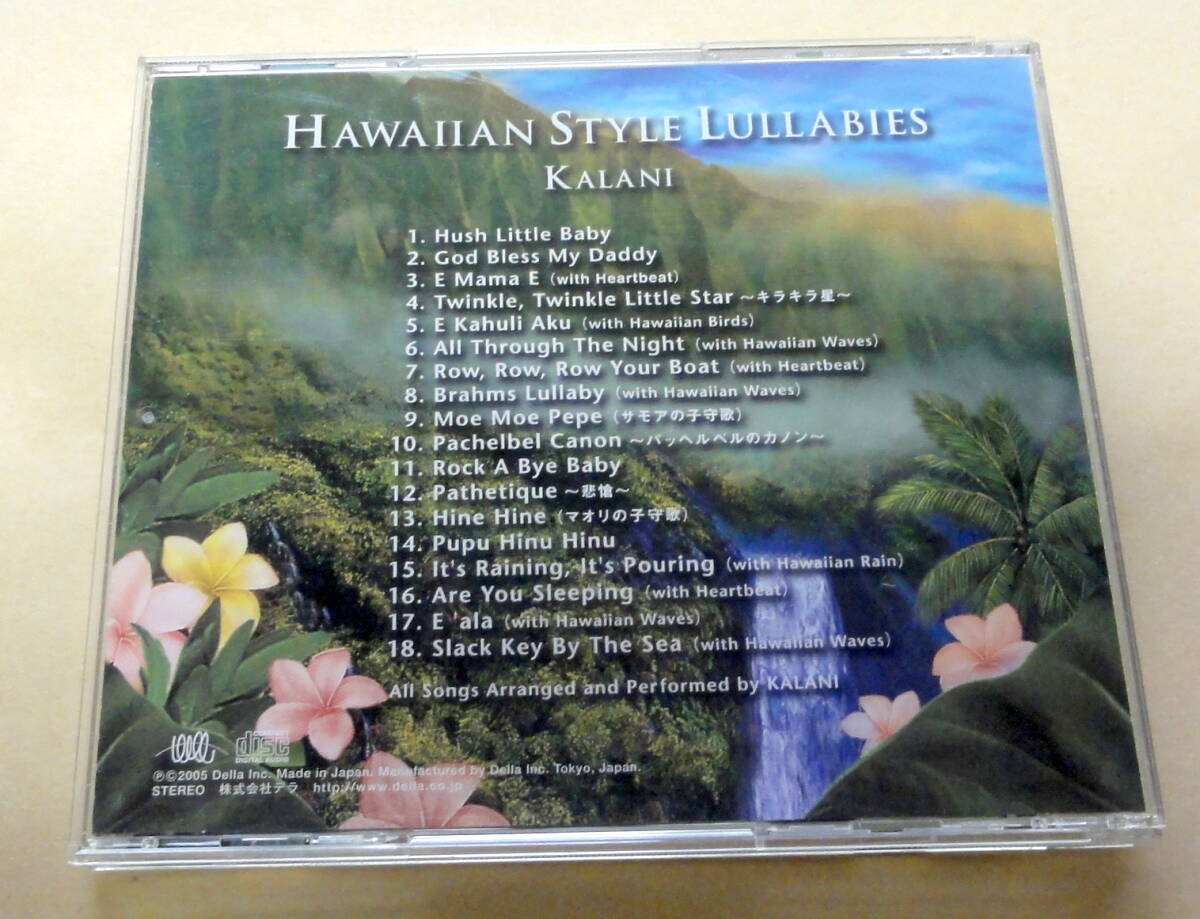 HAWAIIAN STYLE LULLABIES
KALANI
1. Hush Little Baby
2. God Bless My Daddy
3. E Mama E (with Heartbeat)
4. Twinkle, Twinkle Little Star ～キラキラ星～
5. E Kahuli Aku (with Hawaiian Birds)
6. All Through The Night (with Hawaiian Waves)
7. Row, Row, Row Your Boat (with Heartbeat)
8. Brahms Lullaby (with Hawaiian Waves)
9. Moe Moe Pepe (サモアの子守歌)
10. Pachelbel Canon ～パッヘルベルのカノン～
11. Rock A Bye Baby
12. Pathetique ～悲愴～
13. Hine Hine (マオリの子守歌)
14. Pupu Hinu Hinu
15. It's Raining, It's Pouring (with Hawaiian Rain)
16. Are You Sleeping (with Heartbeat)
17. E 'ala (with Hawaiian Waves)
18. Slack Key By The Sea (with Hawaiian Waves)
All Songs Arranged and Performed by KALANI
COMPACT disc DIGITAL AUDIO
℗©2005 Della Inc. Made in Japan. Manufactured by Della Inc. Tokyo, Japan.
STEREO 株式会社デラ http://www.della.co.jp